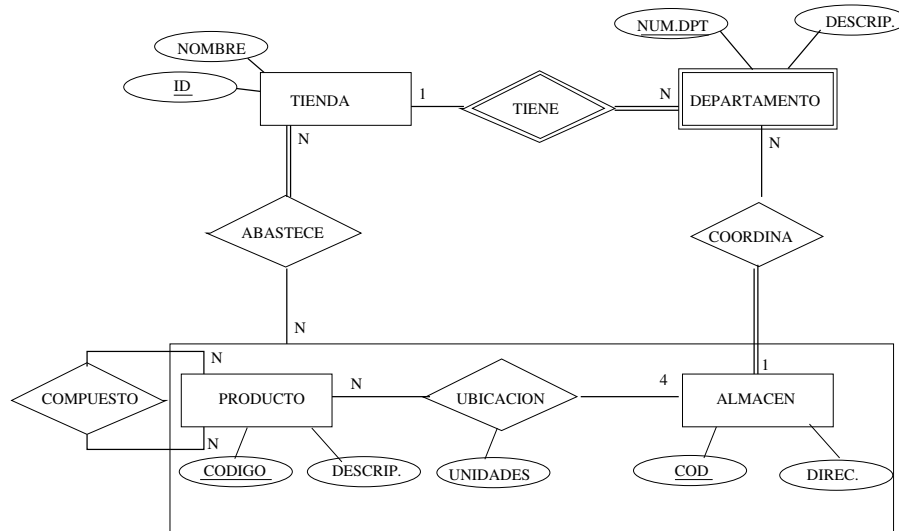 NUM.DPT
DESCRIP.
NOMBRE
ID
TIENDA
1
TIENE
N
DEPARTAMENTO
N
N
ABASTECE
COORDINA
N
N
1
COMPUESTO
PRODUCTO
N
UBICACION
4
ALMACEN
N
CODIGO
DESCRIP.
UNIDADES
COD
DIREC.